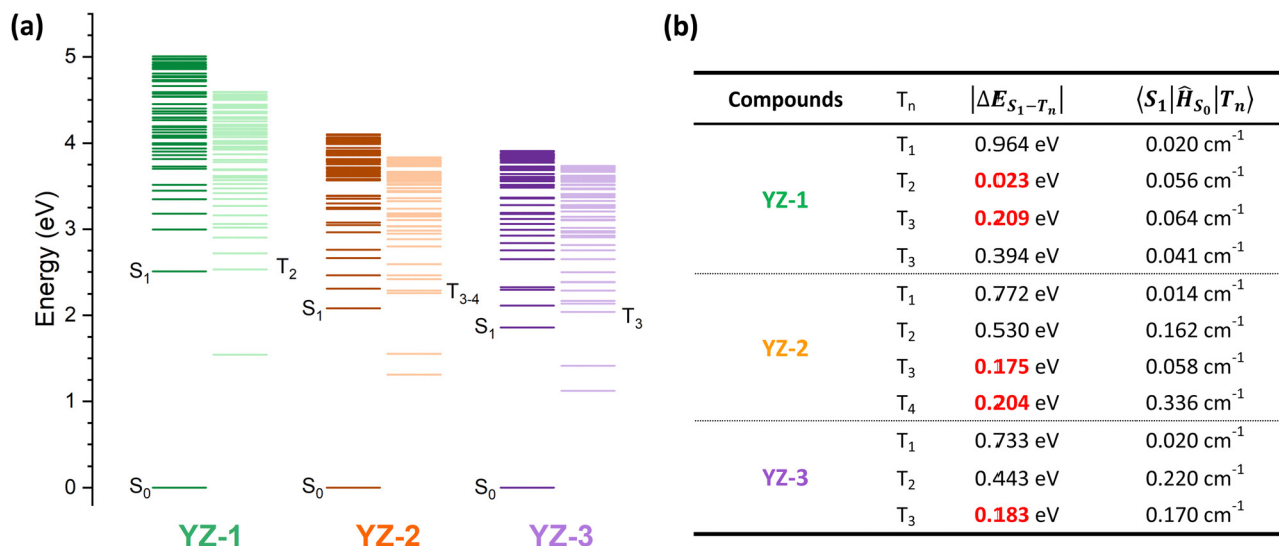 (a)
Energy (eV)
5
4
3
2
1
0
S₁
T₂
S₀
YZ-1
S₁
T₃₋₄
S₀
YZ-2
S₁
T₃
S₀
YZ-3
(b)
Compounds Tₙ |ΔE_{S₁−Tₙ}| ⟨S₁|Ĥ_{S₀}|Tₙ⟩
YZ-1
T₁ 0.964 eV 0.020 cm⁻¹
T₂ 0.023 eV 0.056 cm⁻¹
T₃ 0.209 eV 0.064 cm⁻¹
T₃ 0.394 eV 0.041 cm⁻¹
YZ-2
T₁ 0.772 eV 0.014 cm⁻¹
T₂ 0.530 eV 0.162 cm⁻¹
T₃ 0.175 eV 0.058 cm⁻¹
T₄ 0.204 eV 0.336 cm⁻¹
YZ-3
T₁ 0.733 eV 0.020 cm⁻¹
T₂ 0.443 eV 0.220 cm⁻¹
T₃ 0.183 eV 0.170 cm⁻¹